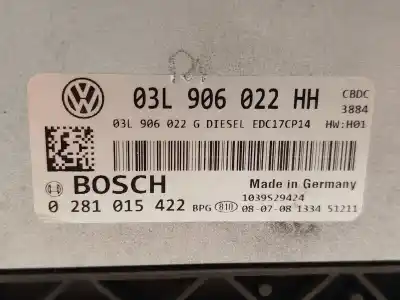 03L 906 022 HH
CBDC
3884
03L 906 022 G DIESEL EDC17CP14
HW:H01
BOSCH
Made in Germany
1039S29424
0 281 015 422
BPG 810 08-07-08 1334 51211